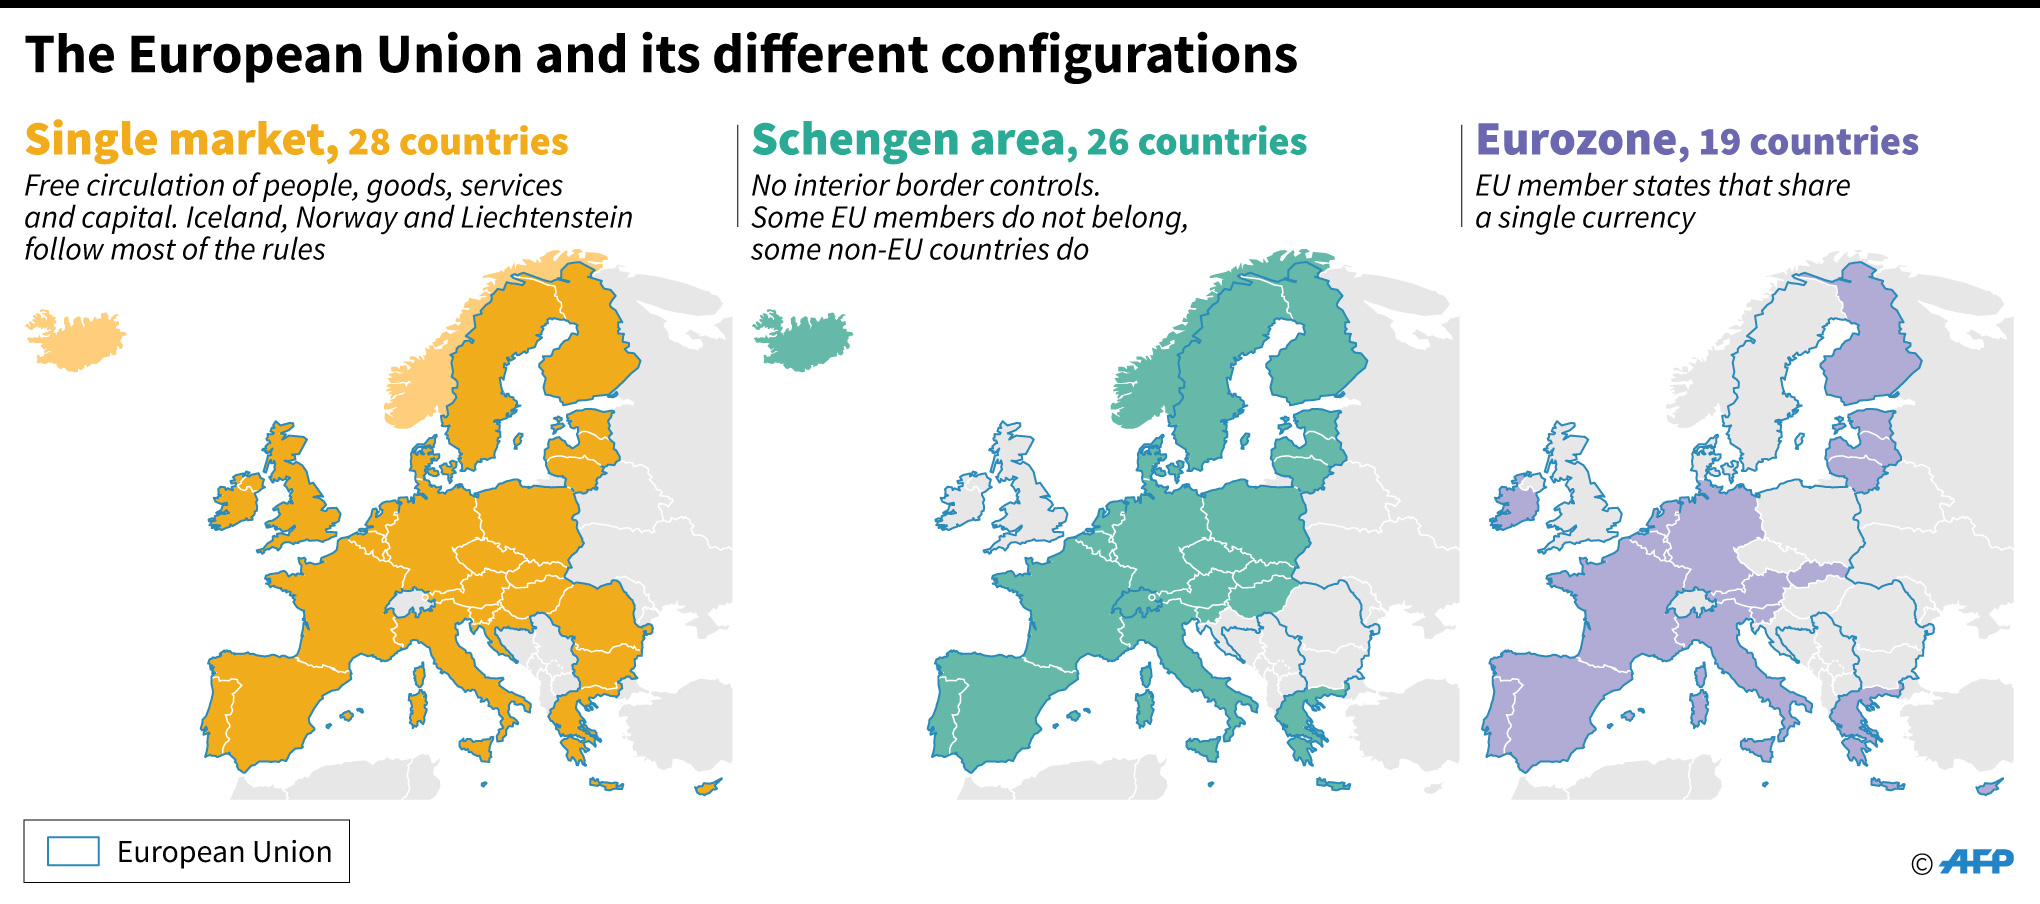 The European Union and its different configurations
Single market, 28 countries
Free circulation of people, goods, services
and capital. Iceland, Norway and Liechtenstein
follow most of the rules
Schengen area, 26 countries
No interior border controls.
Some EU members do not belong,
some non-EU countries do
Eurozone, 19 countries
EU member states that share
a single currency
European Union
© AFP